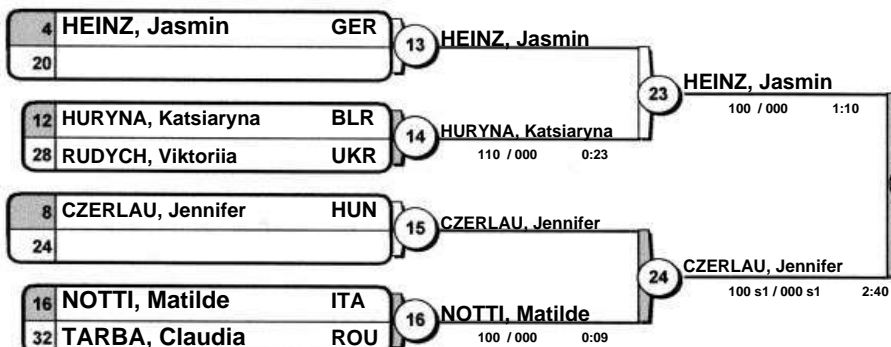 4 HEINZ, Jasmin GER
20
13 HEINZ, Jasmin
12 HURYNA, Katsiaryna BLR
28 RUDYCH, Viktoriia UKR
14 HURYNA, Katsiaryna
110 / 000 0:23
23 HEINZ, Jasmin
100 / 000 1:10
8 CZERLAU, Jennifer HUN
24
15 CZERLAU, Jennifer
16 NOTTI, Matilde ITA
32 TARBA, Claudia ROU
16 NOTTI, Matilde
100 / 000 0:09
24 CZERLAU, Jennifer
100 s1 / 000 s1 2:40